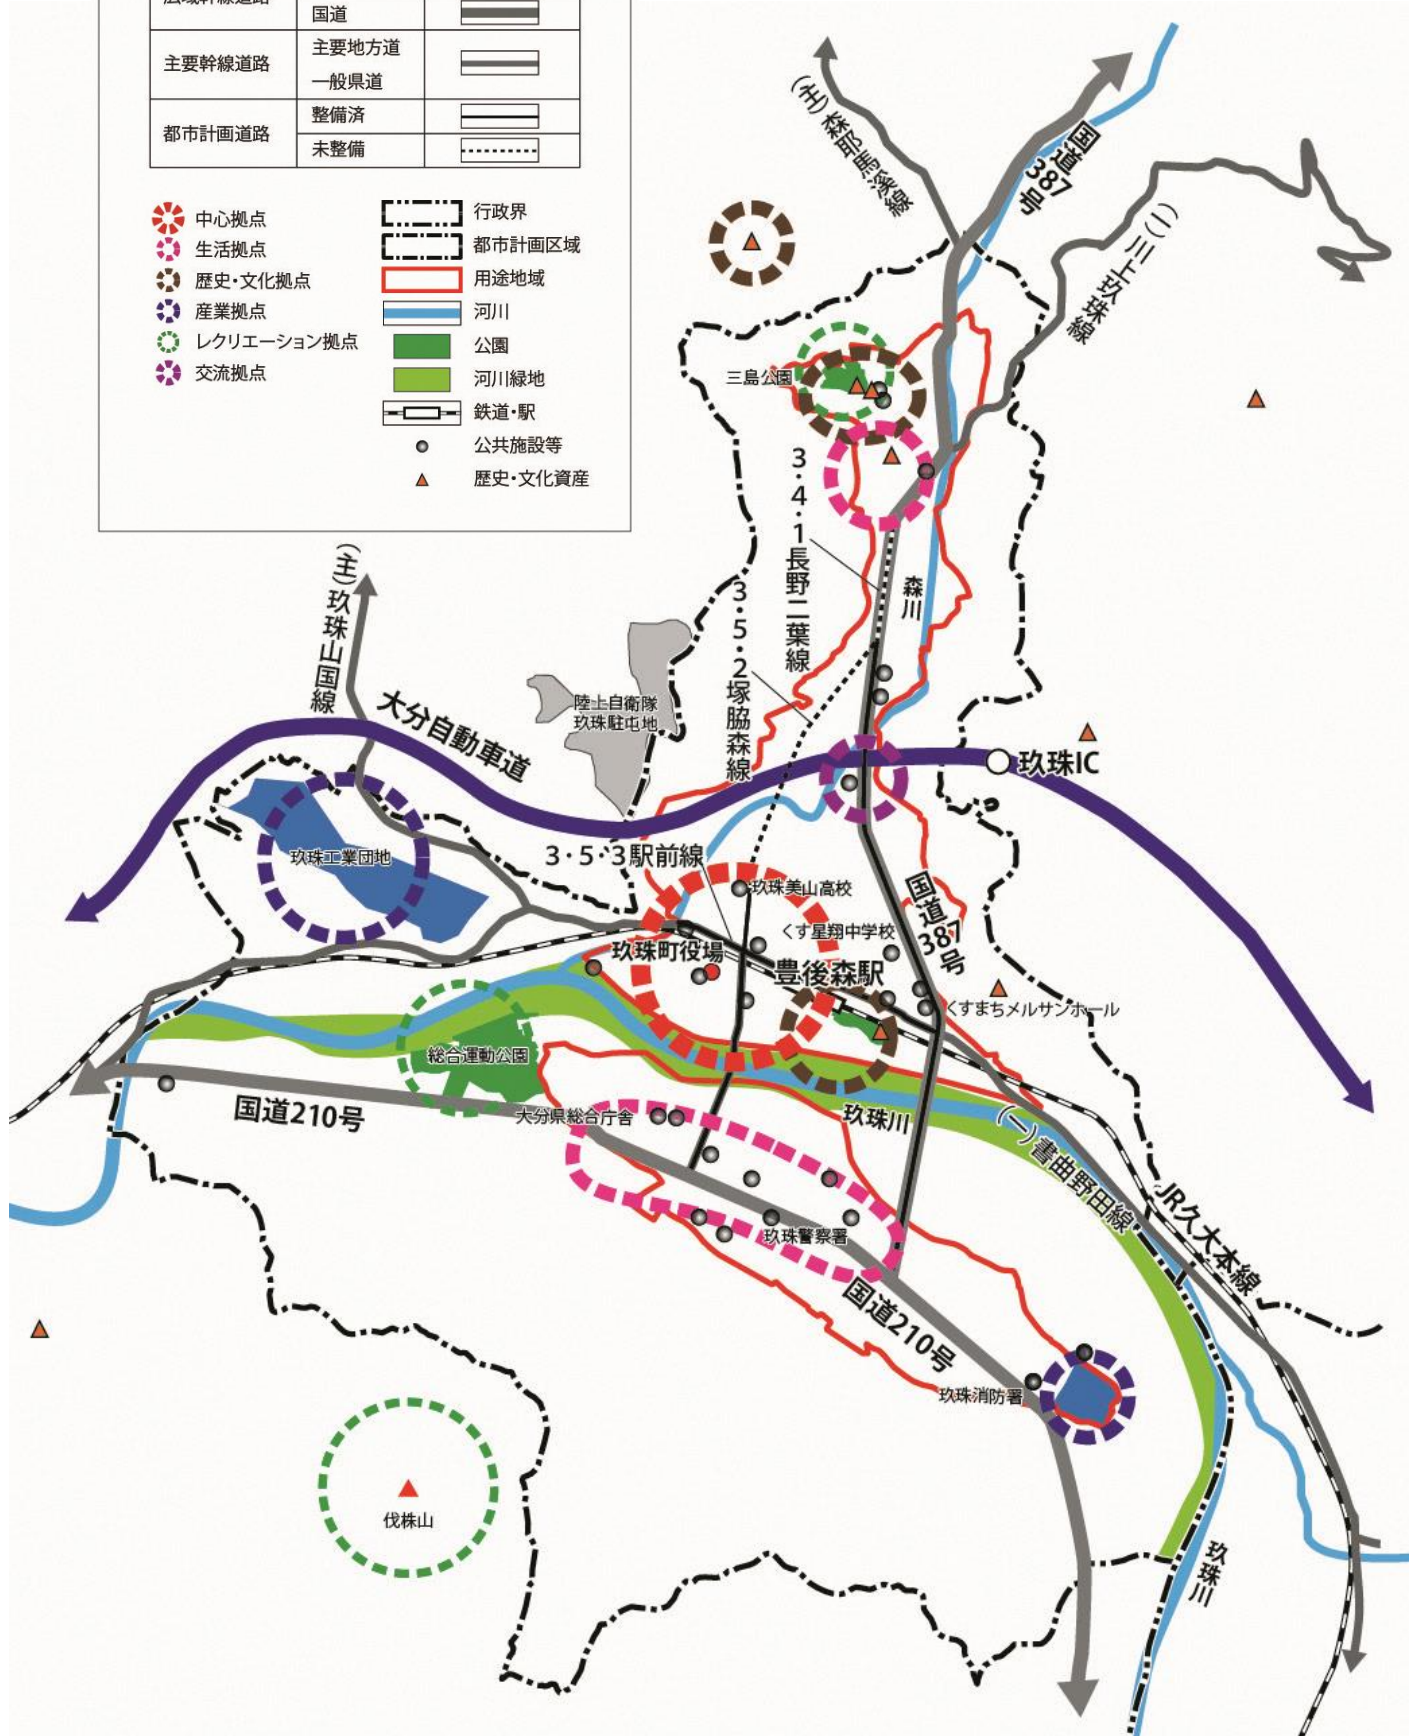 国道
主要幹線道路
主要地方道
一般県道
都市計画道路
整備済
未整備
中心拠点
生活拠点
歴史・文化拠点
産業拠点
レクリエーション拠点
交流拠点
行政界
都市計画区域
用途地域
河川
公園
河川緑地
鉄道・駅
公共施設等
歴史・文化資産
(主)森耶馬溪線
国道387号
(一)川上玖珠線
三島公園
3・4・1長野二葉線
森川
3・5・2塚脇森線
(主)玖珠山国線
大分自動車道
陸上自衛隊
玖珠駐屯地
玖珠IC
玖珠工業団地
3・5・3駅前線
玖珠美山高校
国道387号
くす星翔中学校
玖珠町役場
豊後森駅
くすまちメルサンホール
総合運動公園
国道210号
大分県総合庁舎
玖珠川
(一)書曲野田線
JR久大本線
玖珠警察署
国道210号
玖珠消防署
伐株山
玖珠川